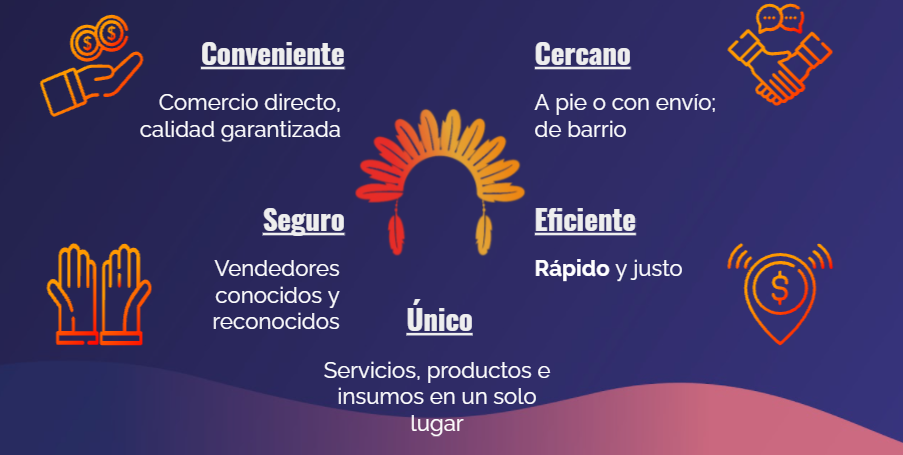 Conveniente
Comercio directo,
calidad garantizada
Cercano
A pie o con envío;
de barrio
Seguro
Vendedores
conocidos y
reconocidos
Eficiente
Rápido y justo
Único
Servicios, productos e
insumos en un solo
lugar